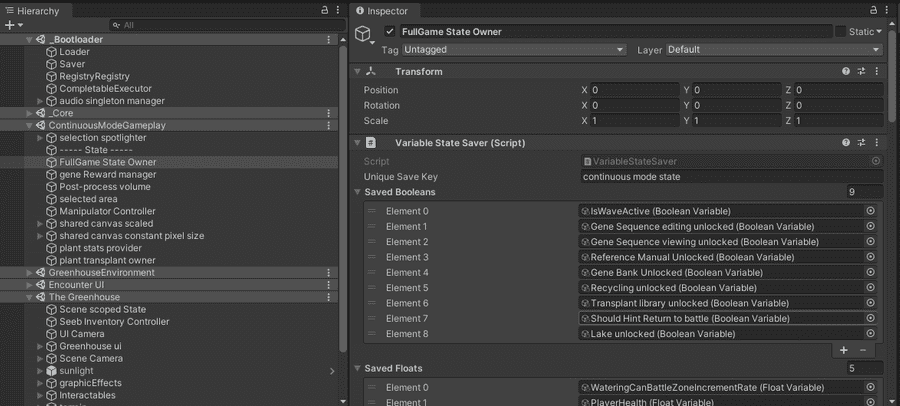 Hierarchy
All
_Bootloader
Loader
Saver
RegistryRegistry
CompletableExecutor
audio singleton manager
_Core
ContinuousModeGameplay
selection spotlighter
----- State -----
FullGame State Owner
gene Reward manager
Post-process volume
selected area
Manipulator Controller
shared canvas scaled
shared canvas constant pixel size
plant stats provider
plant transplant owner
GreenhouseEnvironment
Encounter UI
The Greenhouse
Scene scoped State
Seeb Inventory Controller
UI Camera
Greenhouse ui
Scene Camera
sunlight
graphicEffects
Interactables
Inspector
FullGame State Owner Static
Tag Untagged Layer Default
Transform
Position X 0 Y 0 Z 0
Rotation X 0 Y 0 Z 0
Scale X 1 Y 1 Z 1
Variable State Saver (Script)
Script VariableStateSaver
Unique Save Key continuous mode state
Saved Booleans 9
Element 0 IsWaveActive (Boolean Variable)
Element 1 Gene Sequence editing unlocked (Boolean Variable)
Element 2 Gene Sequence viewing unlocked (Boolean Variable)
Element 3 Reference Manual Unlocked (Boolean Variable)
Element 4 Gene Bank Unlocked (Boolean Variable)
Element 5 Recycling unlocked (Boolean Variable)
Element 6 Transplant library unlocked (Boolean Variable)
Element 7 Should Hint Return to battle (Boolean Variable)
Element 8 Lake unlocked (Boolean Variable)
Saved Floats 5
Element 0 WateringCanBattleZoneIncrementRate (Float Variable)
Element 1 PlayerHealth (Float Variable)